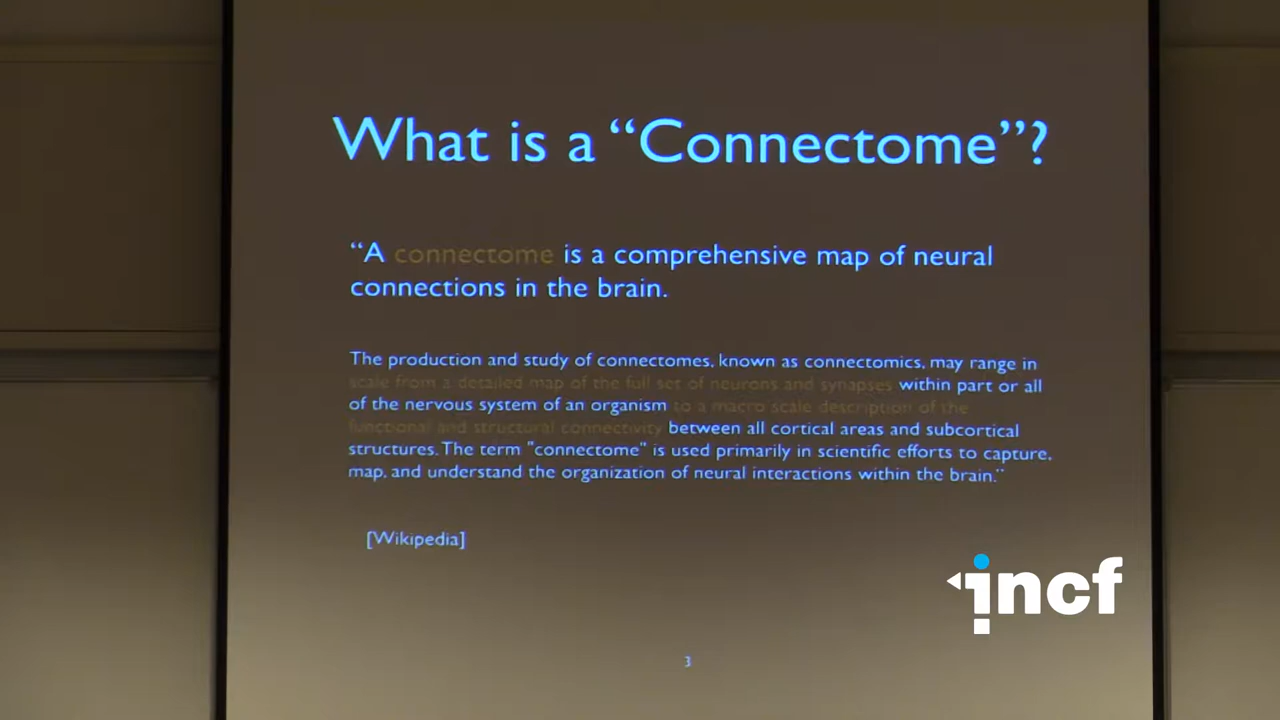 What is a “Connectome”?
“A connectome is a comprehensive map of neural
connections in the brain.
The production and study of connectomes, known as connectomics, may range in
scale from a detailed map of the full set of neurons and synapses within part or all
of the nervous system of an organism to a macro scale description of the
functional and structural connectivity between all cortical areas and subcortical
structures. The term "connectome" is used primarily in scientific efforts to capture,
map, and understand the organization of neural interactions within the brain.”
[Wikipedia]
incf
3